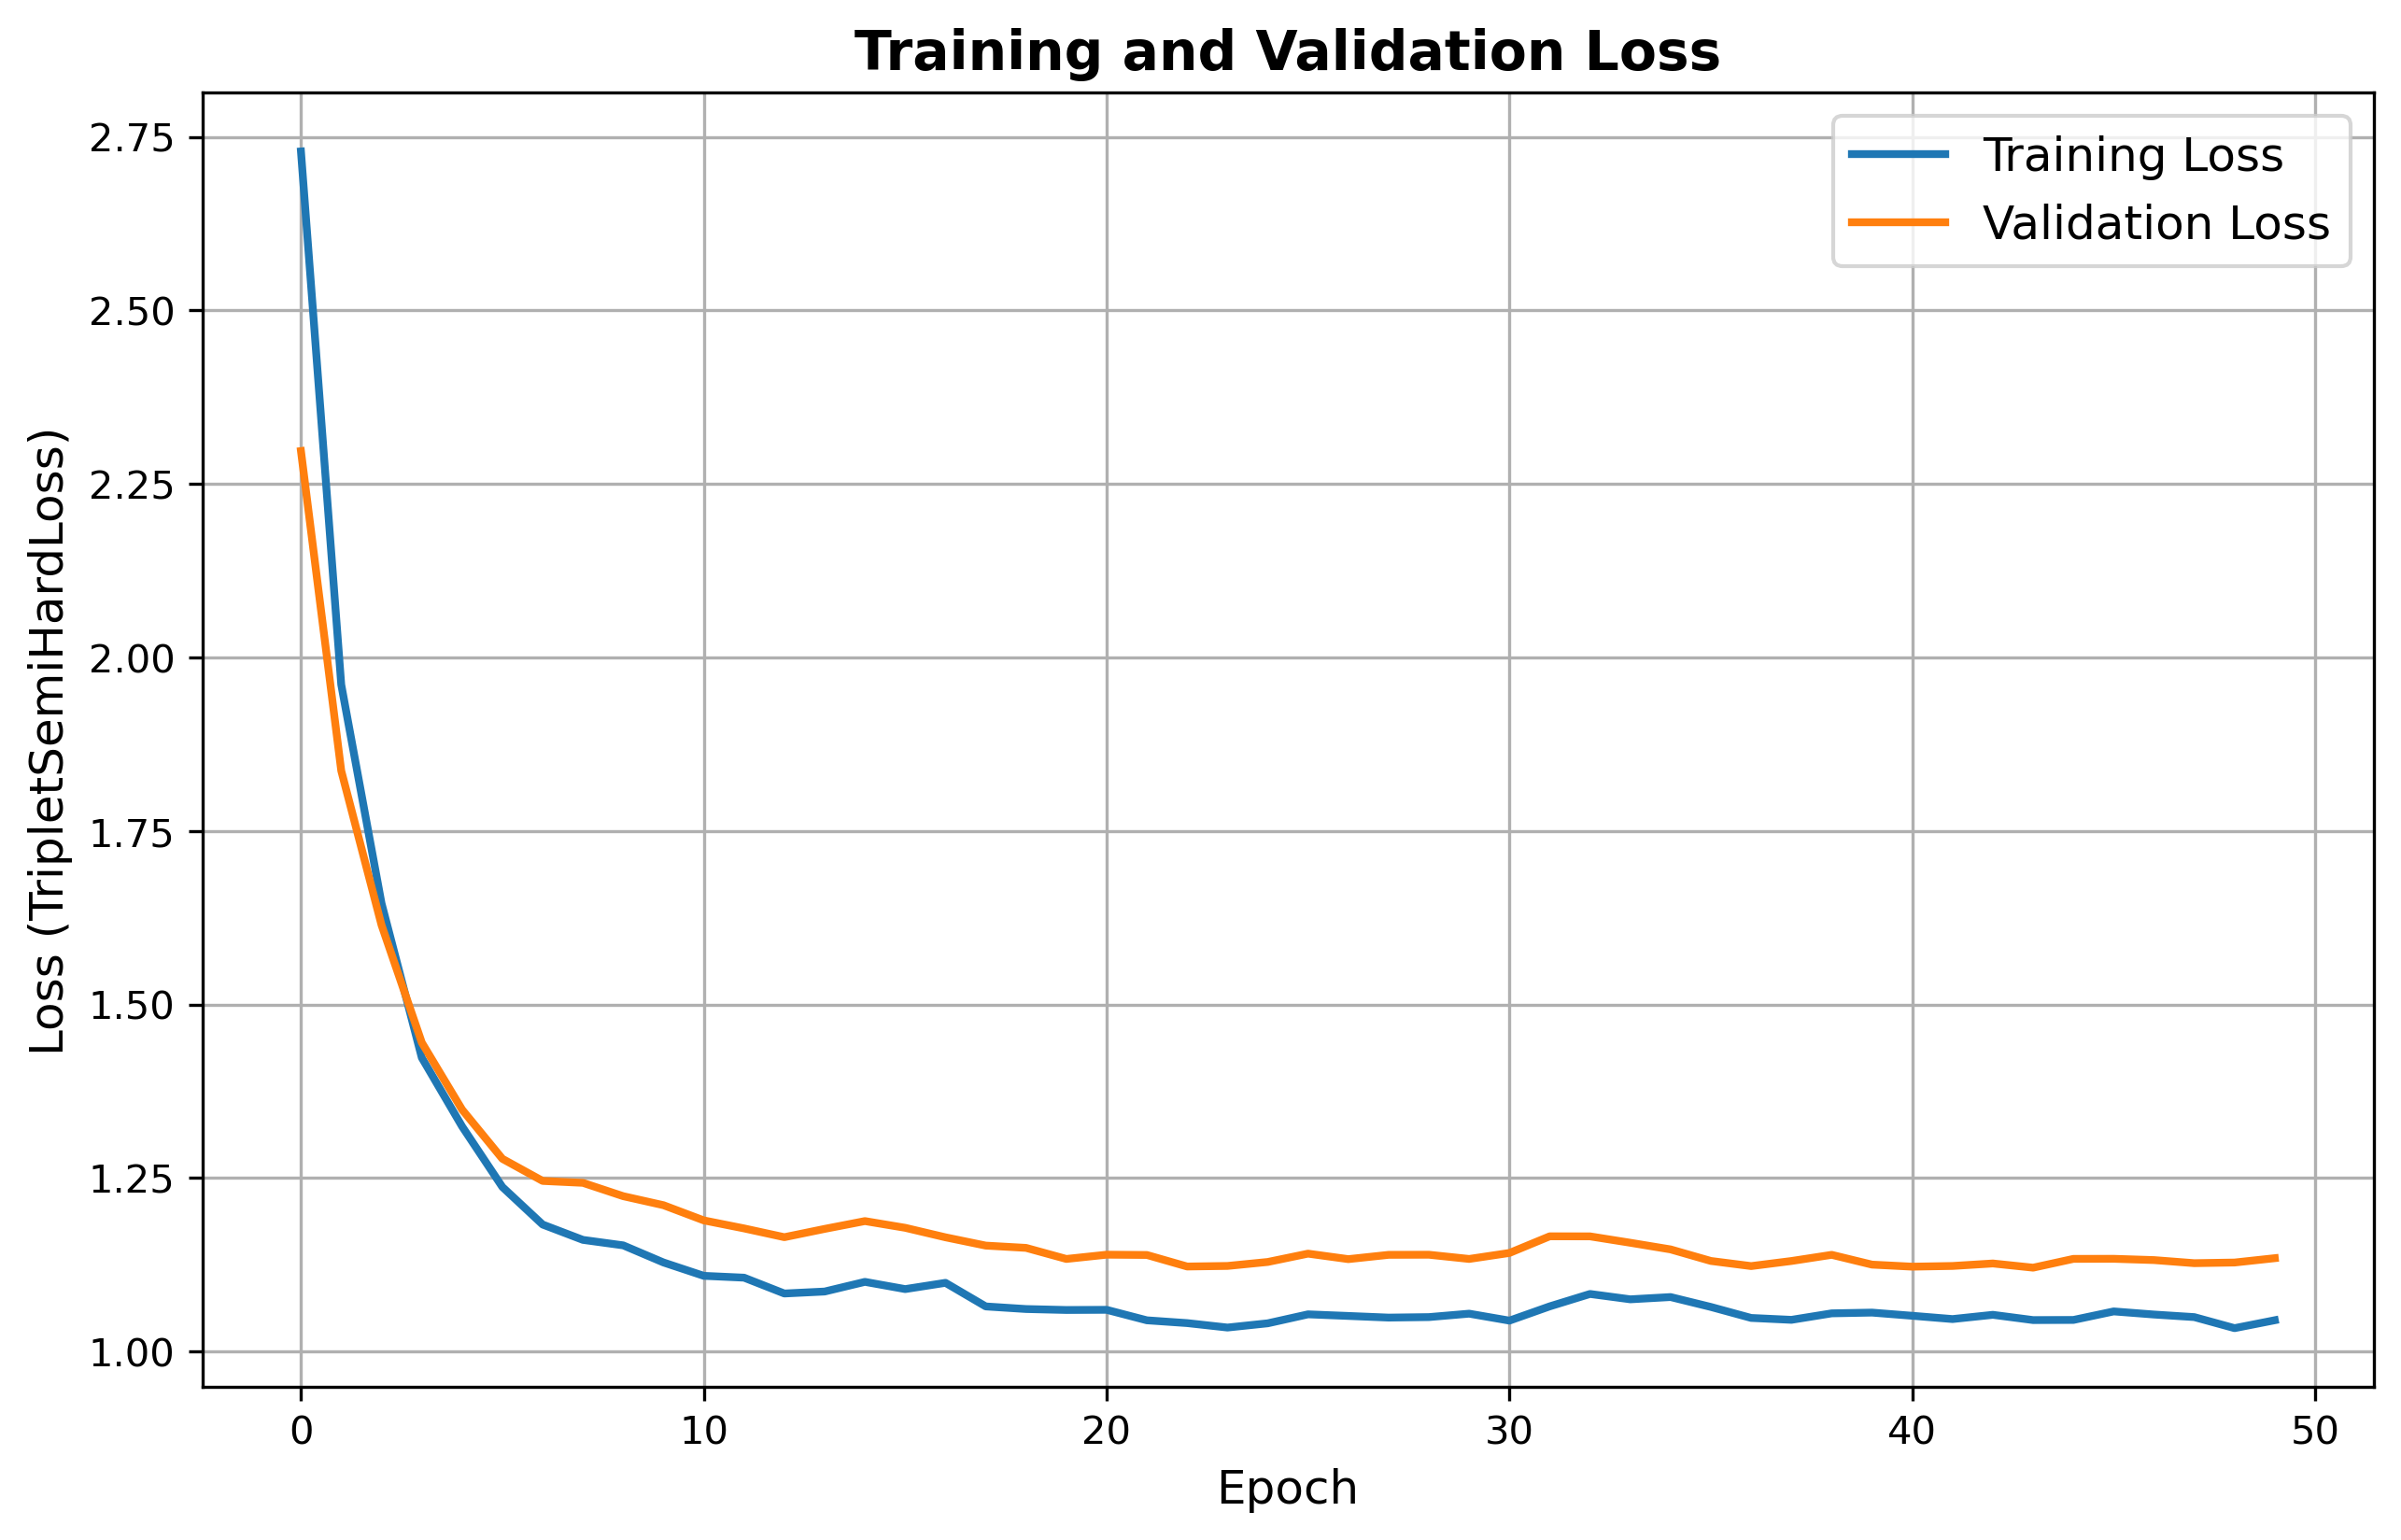 Training and Validation Loss
Training Loss
Validation Loss
Loss (TripletSemiHardLoss)
2.75
2.50
2.25
2.00
1.75
1.50
1.25
1.00
0 10 20 30 40 50
Epoch